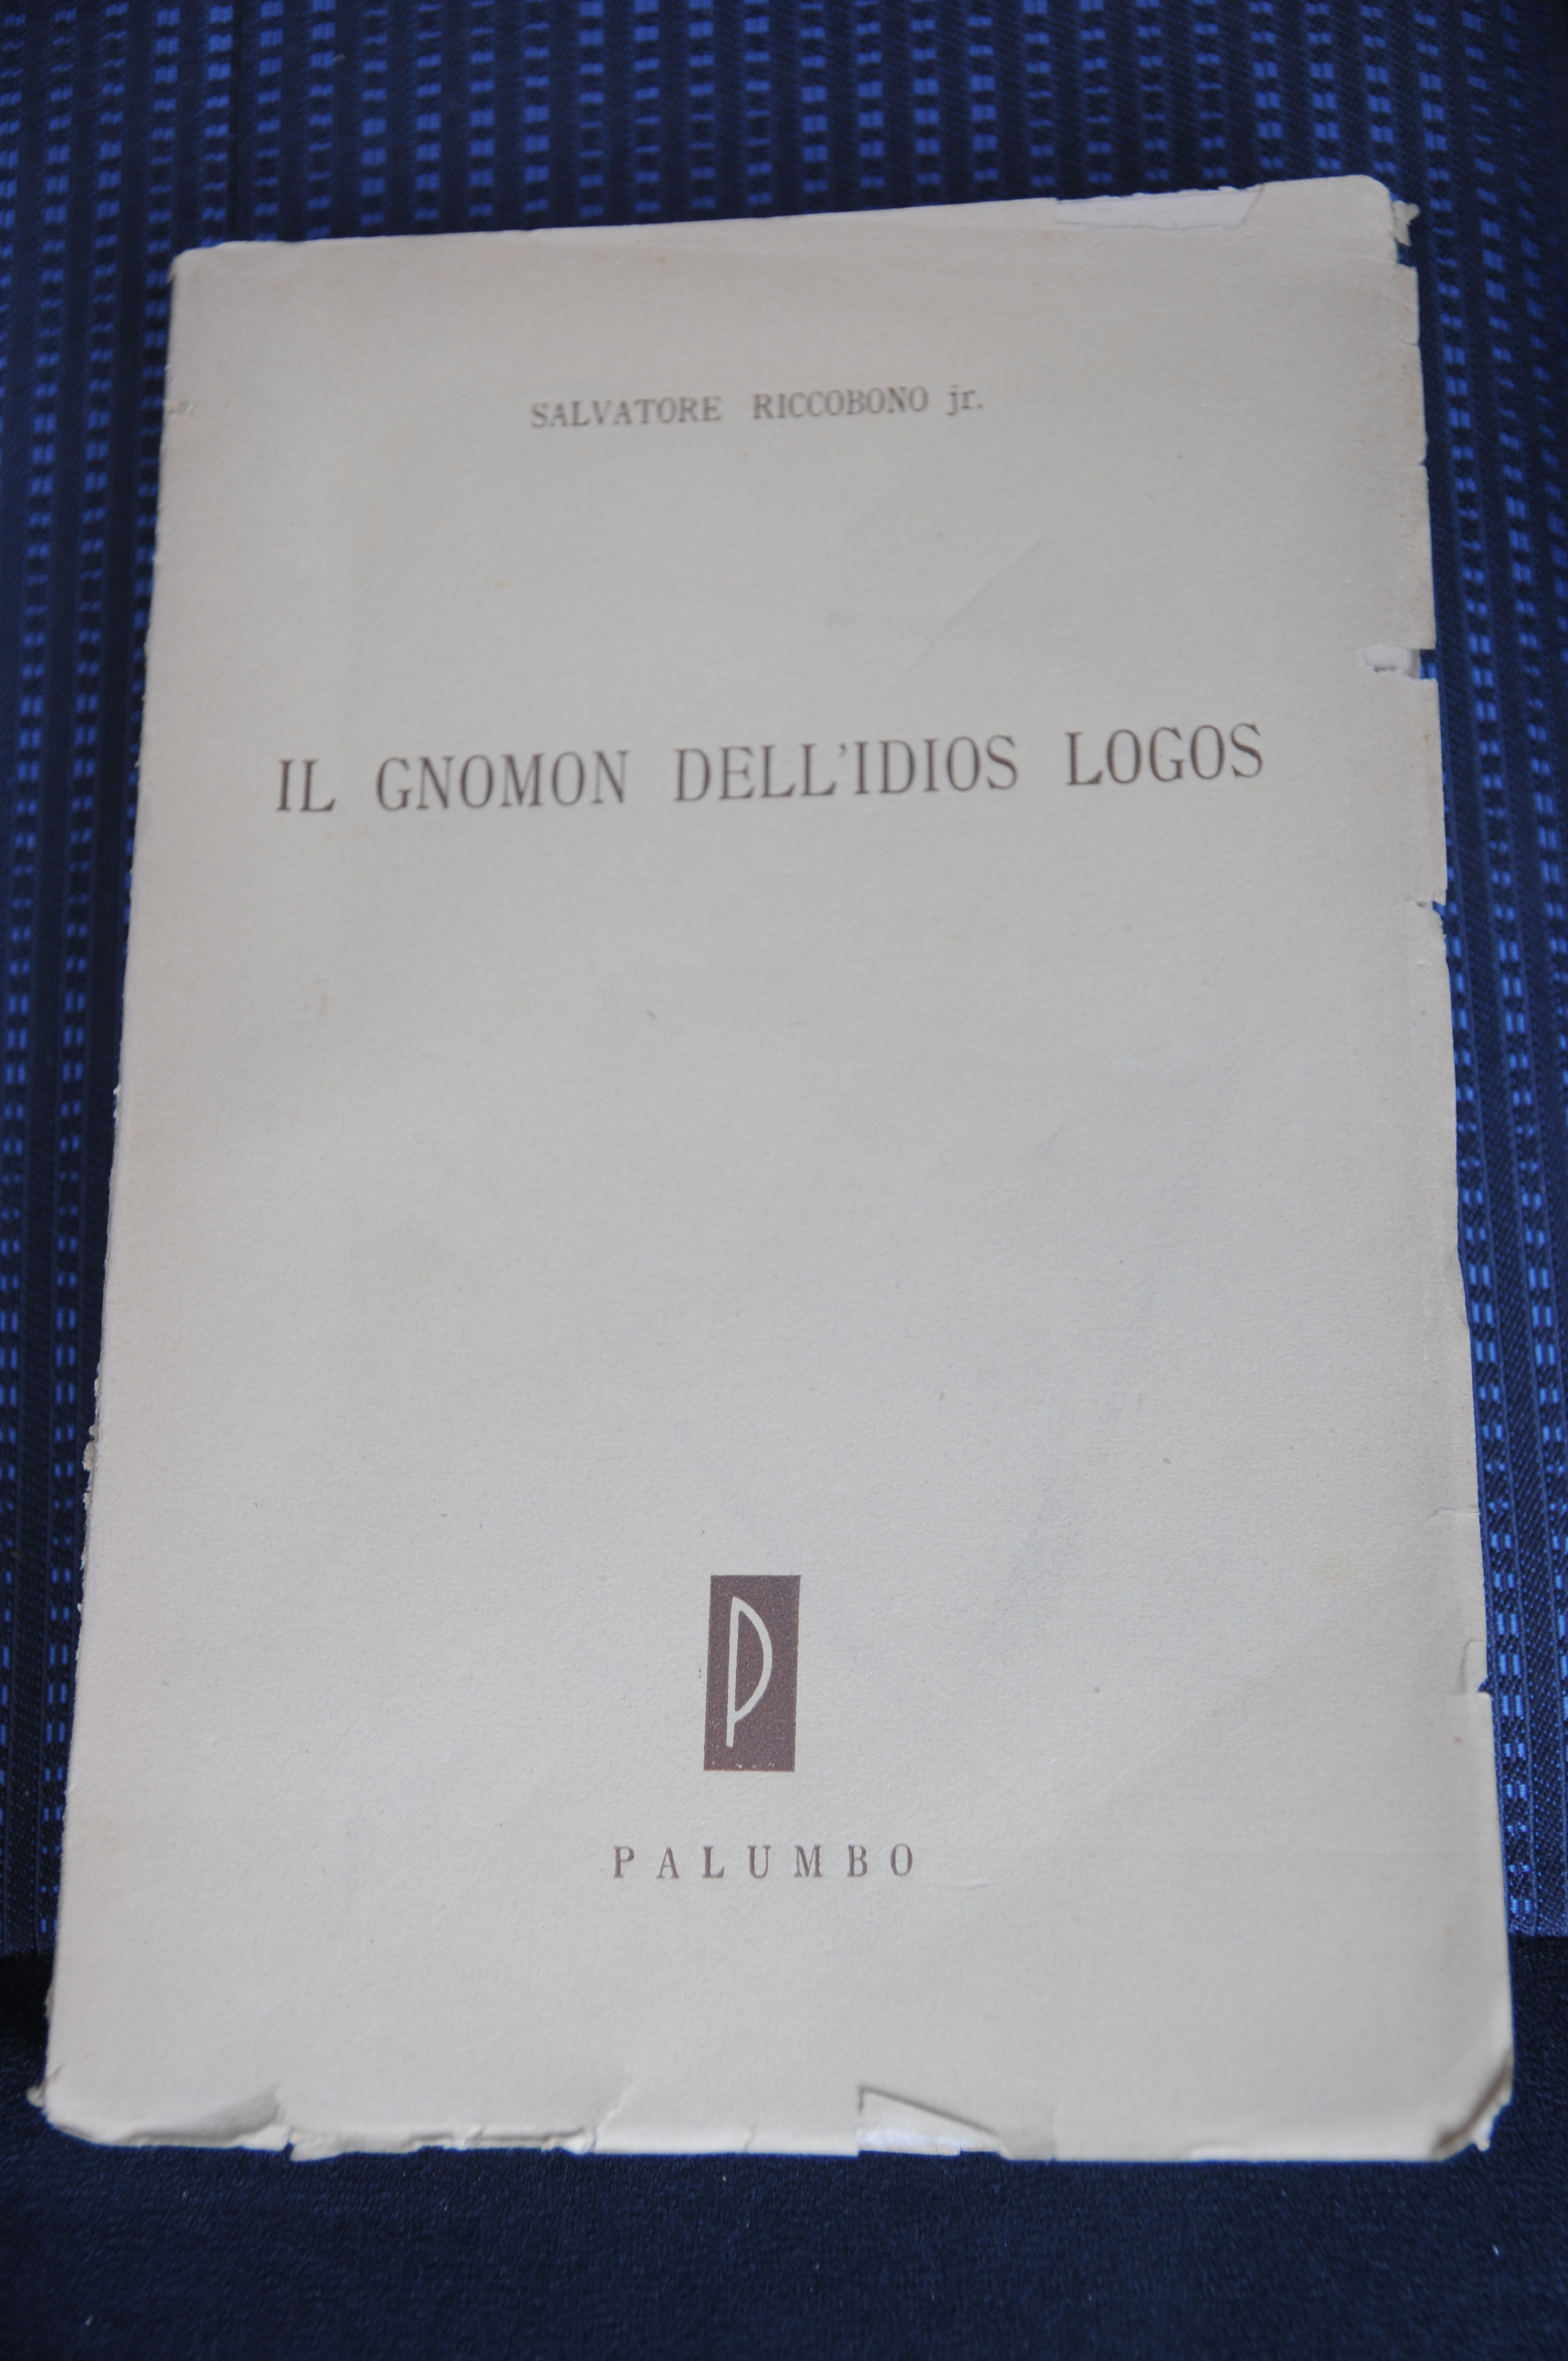 SALVATORE RICCOBONO jr.
IL GNOMON DELL'IDIOS LOGOS
P
PALUMBO